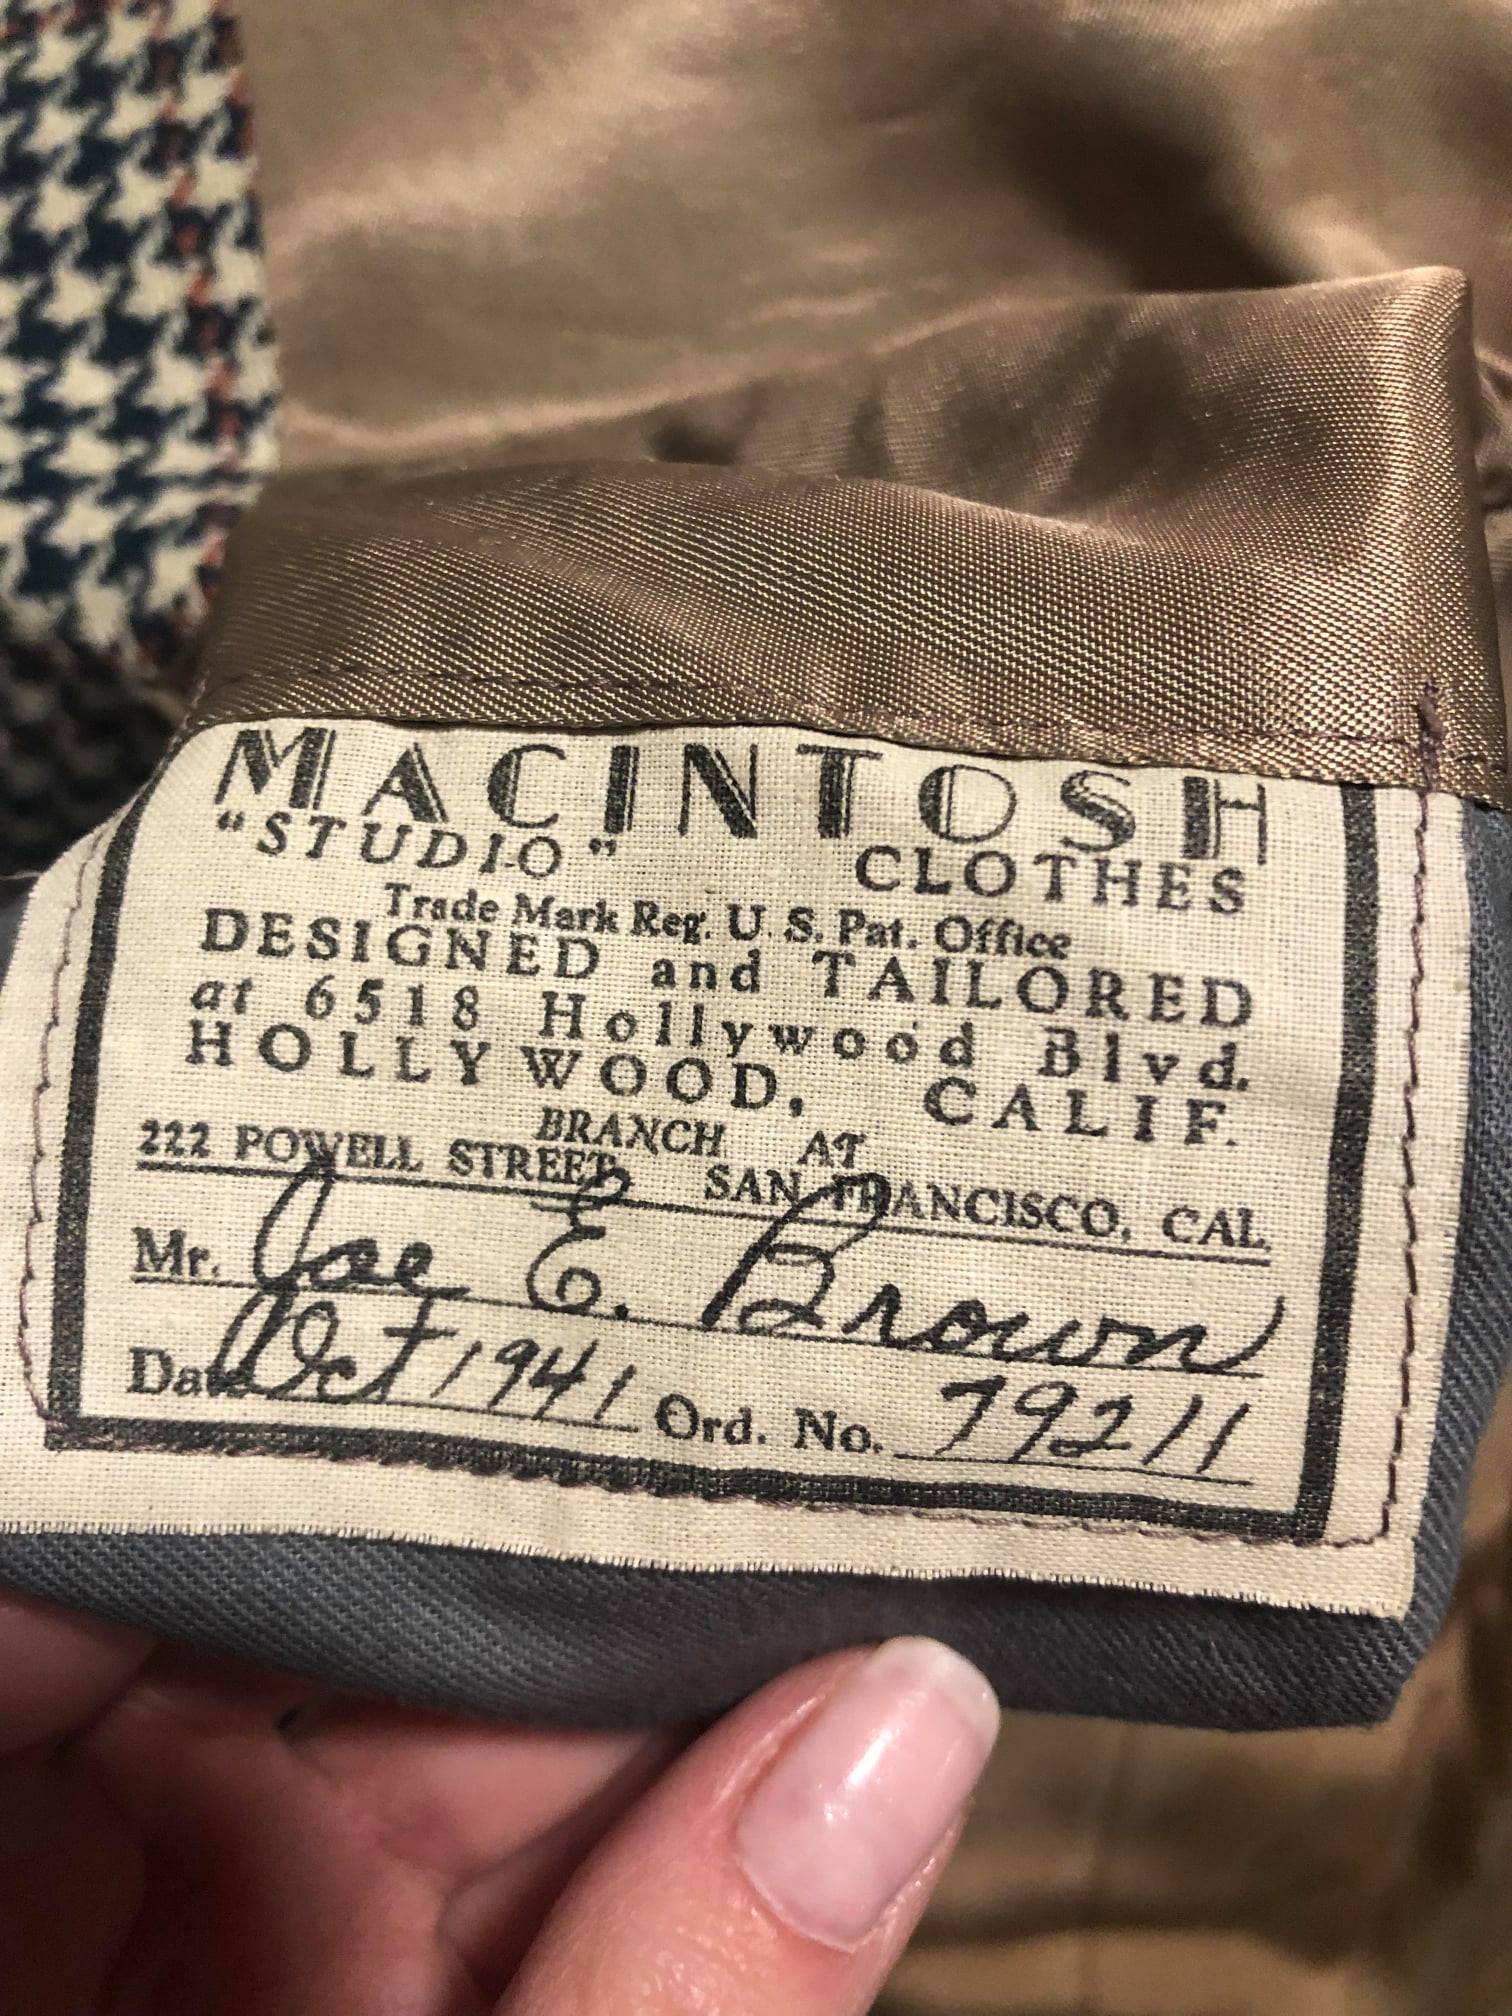 MACINTOSH
"STUDIO" CLOTHES
Trade Mark Reg. U. S. Pat. Office
DESIGNED and TAILORED
at 6518 Hollywood Blvd.
HOLLYWOOD, CALIF.
BRANCH AT
222 POWELL STREET, SAN FRANCISCO, CAL.
Mr. Joe E. Brown
Date Oct 1941 Ord. No. 79211